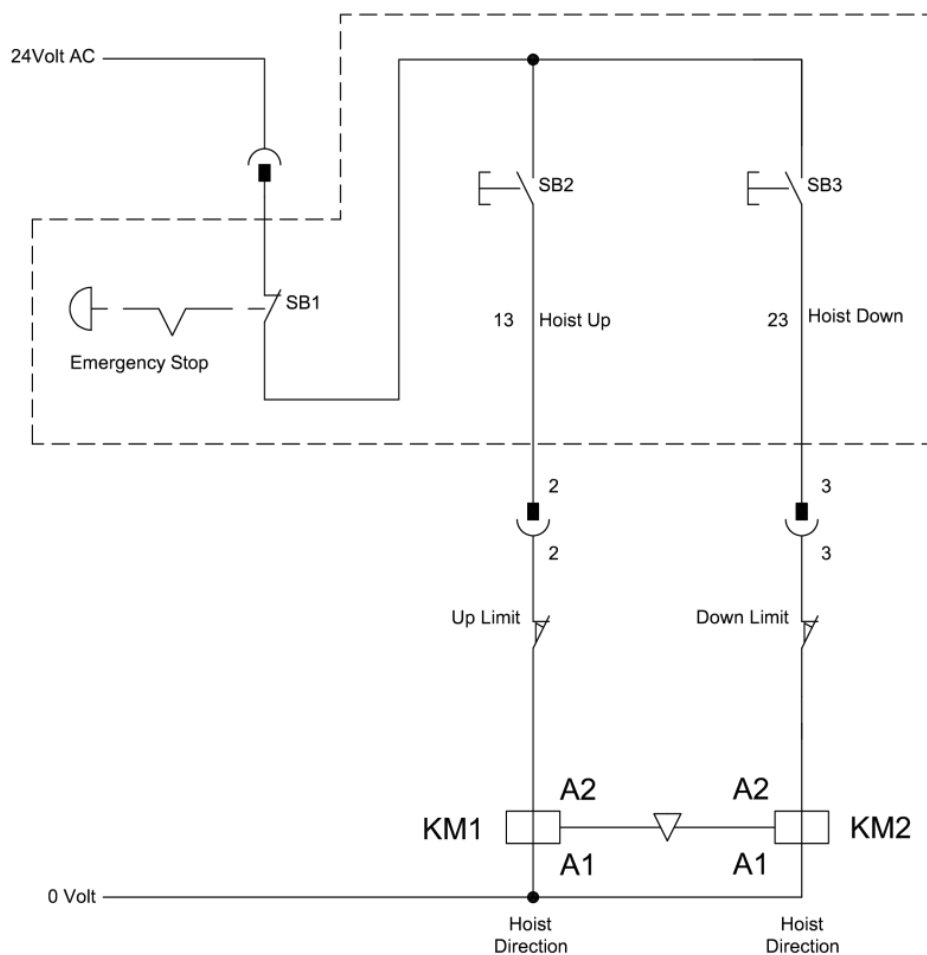 24Volt AC
SB2
SB3
SB1
13
Hoist Up
23
Hoist Down
Emergency Stop
2
3
2
3
Up Limit
Down Limit
A2
A2
KM1
KM2
A1
A1
0 Volt
Hoist
Direction
Hoist
Direction